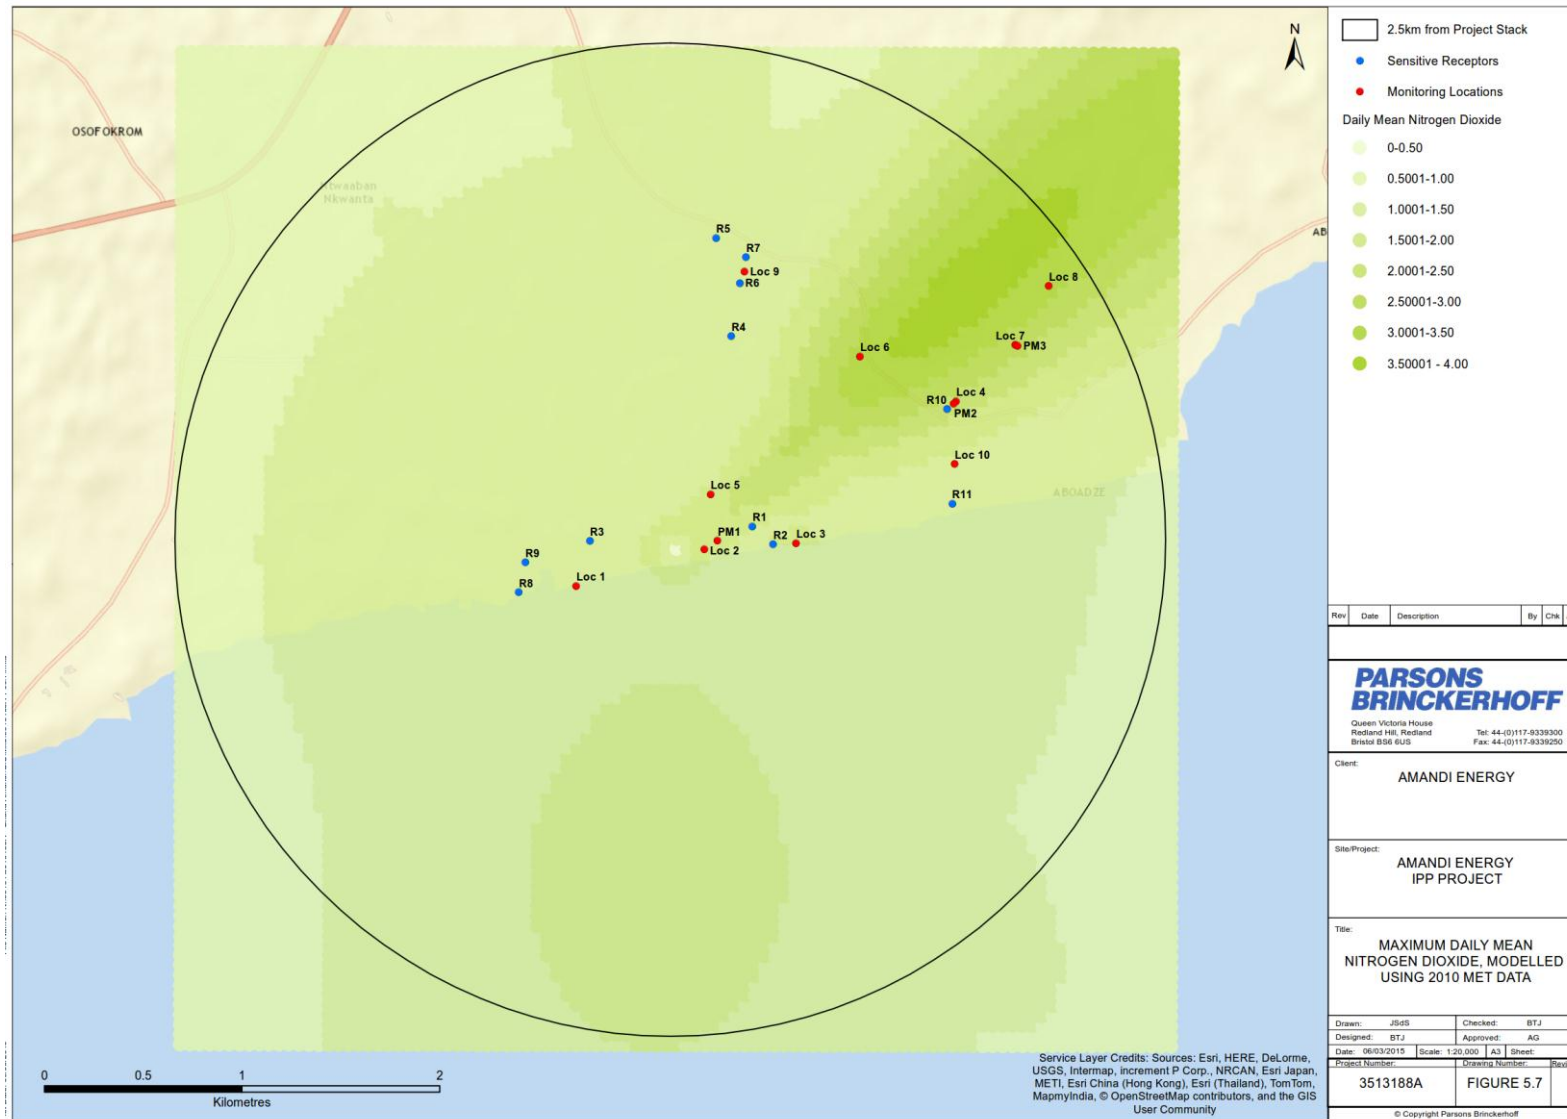 N
OSOFOKROM
Ntwaaban
Nkwanta
R5
R7
Loc 9
R6
R4
Loc 8
Loc 7
PM3
Loc 6
Loc 4
R10
PM2
Loc 10
R11
ABOADZE
Loc 5
R1
PM1
R2
Loc 3
Loc 2
R3
R9
Loc 1
R8
AB
0 0.5 1 2
Kilometres
Service Layer Credits: Sources: Esri, HERE, DeLorme,
USGS, Intermap, increment P Corp., NRCAN, Esri Japan,
METI, Esri China (Hong Kong), Esri (Thailand), TomTom,
MapmyIndia, © OpenStreetMap contributors, and the GIS
User Community
2.5km from Project Stack
Sensitive Receptors
Monitoring Locations
Daily Mean Nitrogen Dioxide
0-0.50
0.5001-1.00
1.0001-1.50
1.5001-2.00
2.0001-2.50
2.50001-3.00
3.0001-3.50
3.50001 - 4.00
Rev Date Description By Chk
PARSONS
BRINCKERHOFF
Queen Victoria House
Redland Hill, Redland Tel: 44-(0)117-9339300
Bristol BS6 6US Fax: 44-(0)117-9339250
Client:
AMANDI ENERGY
Site/Project:
AMANDI ENERGY
IPP PROJECT
Title:
MAXIMUM DAILY MEAN
NITROGEN DIOXIDE, MODELLED
USING 2010 MET DATA
Drawn: JSdS Checked: BTJ
Designed: BTJ Approved: AG
Date: 06/03/2015 Scale: 1:20,000 A3 Sheet:
Project Number: Drawing Number: Rev
3513188A FIGURE 5.7
© Copyright Parsons Brinckerhoff